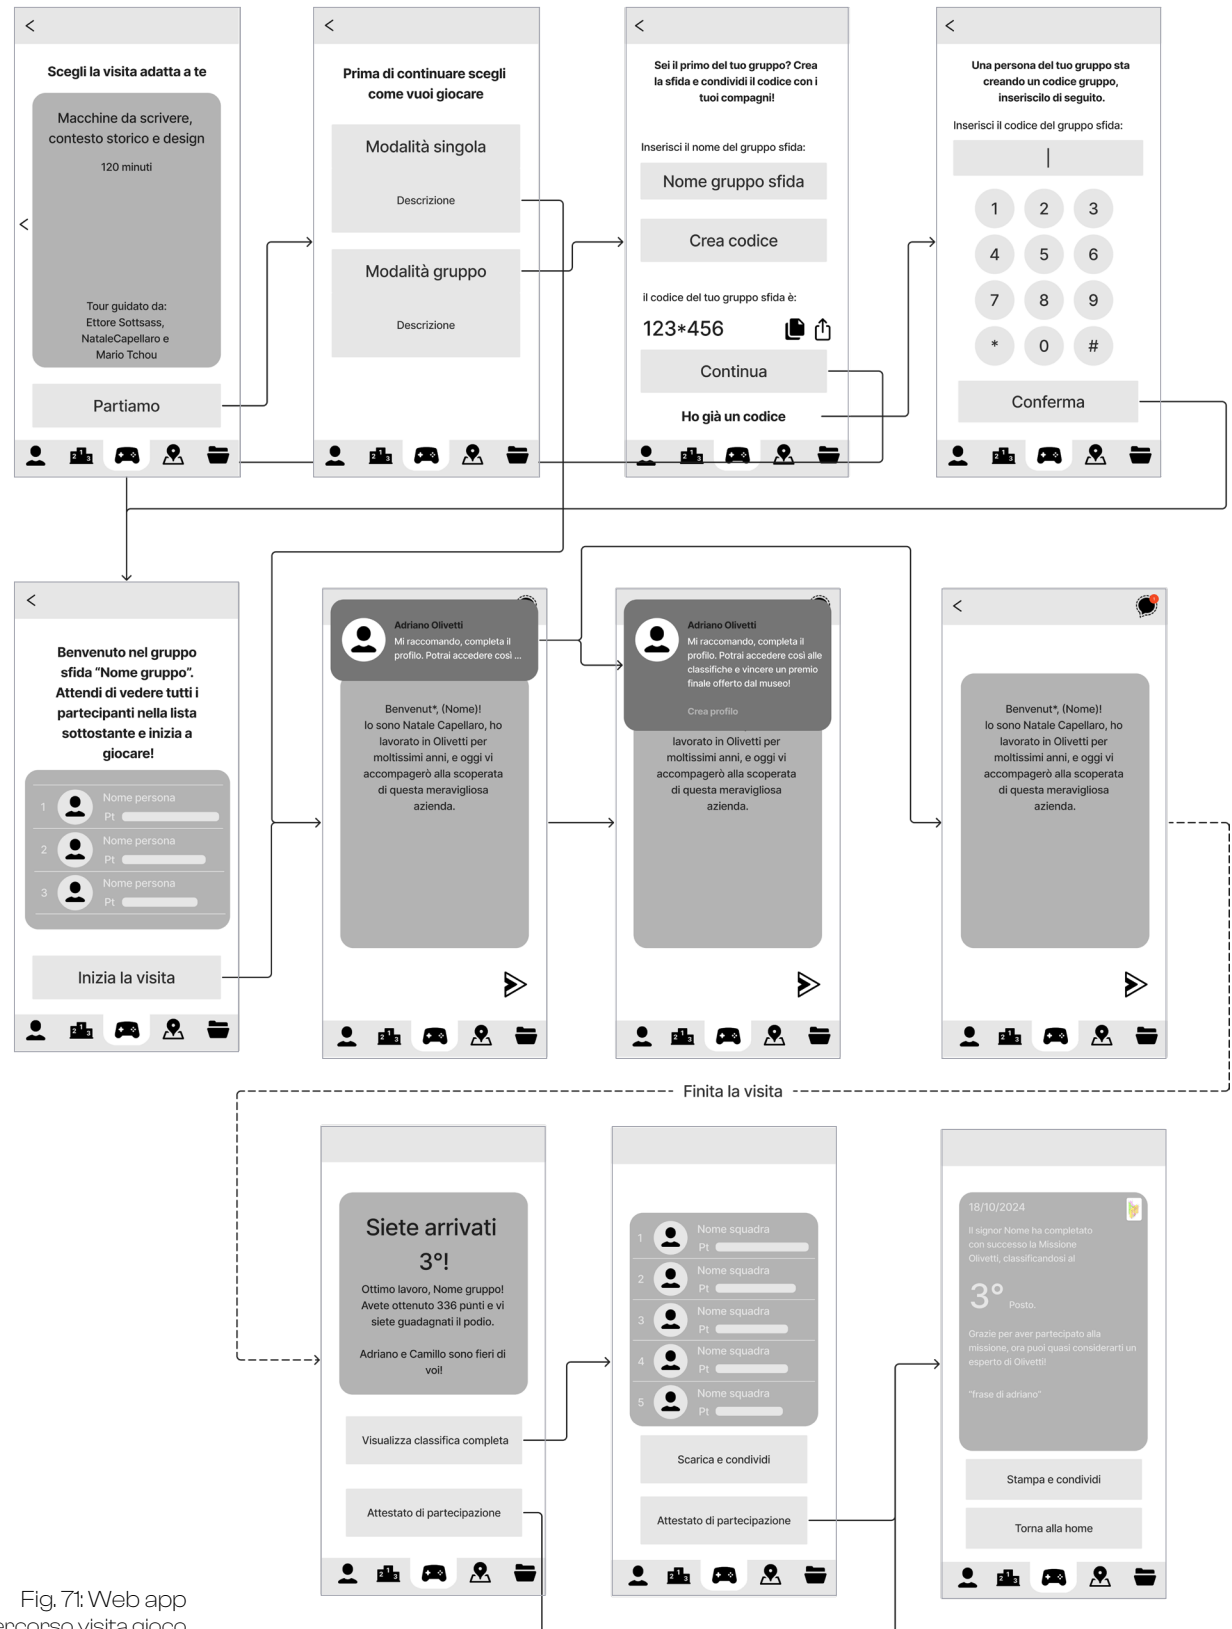 Scegli la visita adatta a te
Macchine da scrivere,
contesto storico e design
120 minuti
Tour guidato da:
Ettore Sottsass,
NataleCapellaro e
Mario Tchou
Partiamo
Prima di continuare scegli
come vuoi giocare
Modalità singola
Descrizione
Modalità gruppo
Descrizione
Sei il primo del tuo gruppo? Crea
la sfida e condividi il codice con i
tuoi compagni!
Inserisci il nome del gruppo sfida:
Nome gruppo sfida
Crea codice
il codice del tuo gruppo sfida è:
123*456
Continua
Ho già un codice
Una persona del tuo gruppo sta
creando un codice gruppo,
inseriscilo di seguito.
Inserisci il codice del gruppo sfida:
1 2 3
4 5 6
7 8 9
* 0 #
Conferma
Benvenuto nel gruppo
sfida “Nome gruppo”.
Attendi di vedere tutti i
partecipanti nella lista
sottostante e inizia a
giocare!
1 Nome persona
Pt
2 Nome persona
Pt
3 Nome persona
Pt
Inizia la visita
Adriano Olivetti
Mi raccomando, completa il
profilo. Potrai accedere così ...
Benvenut*, (Nome)!
Io sono Natale Capellaro, ho
lavorato in Olivetti per
moltissimi anni, e oggi vi
accompagerò alla scoperata
di questa meravigliosa
azienda.
Adriano Olivetti
Mi raccomando, completa il
profilo. Potrai accedere così alle
classifiche e vincere un premio
finale offerto dal museo!
Crea profilo
lavorato in Olivetti per
moltissimi anni, e oggi vi
accompagerò alla scoperata
di questa meravigliosa
azienda.
Benvenut*, (Nome)!
Io sono Natale Capellaro, ho
lavorato in Olivetti per
moltissimi anni, e oggi vi
accompagerò alla scoperata
di questa meravigliosa
azienda.
Finita la visita
Siete arrivati
3°!
Ottimo lavoro, Nome gruppo!
Avete ottenuto 336 punti e vi
siete guadagnati il podio.
Adriano e Camillo sono fieri di
voi!
Visualizza classifica completa
Attestato di partecipazione
1 Nome squadra
Pt
2 Nome squadra
Pt
3 Nome squadra
Pt
4 Nome squadra
Pt
5 Nome squadra
Pt
Scarica e condividi
Attestato di partecipazione
18/10/2024
Il signor Nome ha completato
con successo la Missione
Olivetti, classificandosi al
3° Posto.
Grazie per aver partecipato alla
missione, ora puoi quasi considerarti un
esperto di Olivetti!
“frase di adriano”
Stampa e condividi
Torna alla home
Fig. 71: Web app
visita gioco